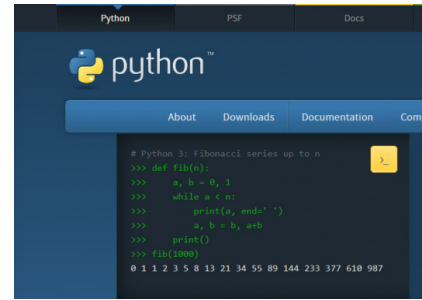 Python PSF Docs
python™
About Downloads Documentation Com
# Python 3: Fibonacci series up to n
>>> def fib(n):
>>>     a, b = 0, 1
>>>     while a < n:
>>>         print(a, end=' ')
>>>         a, b = b, a+b
>>>     print()
>>> fib(1000)
0 1 1 2 3 5 8 13 21 34 55 89 144 233 377 610 987
>_